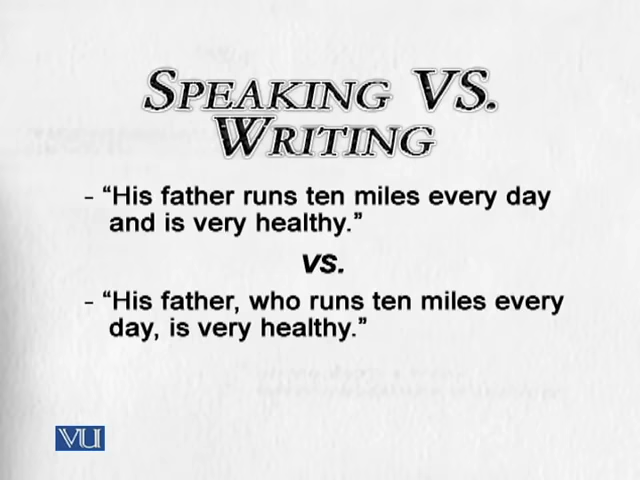 SPEAKING VS.
WRITING
- “His father runs ten miles every day
and is very healthy.”
VS.
- “His father, who runs ten miles every
day, is very healthy.”
VU